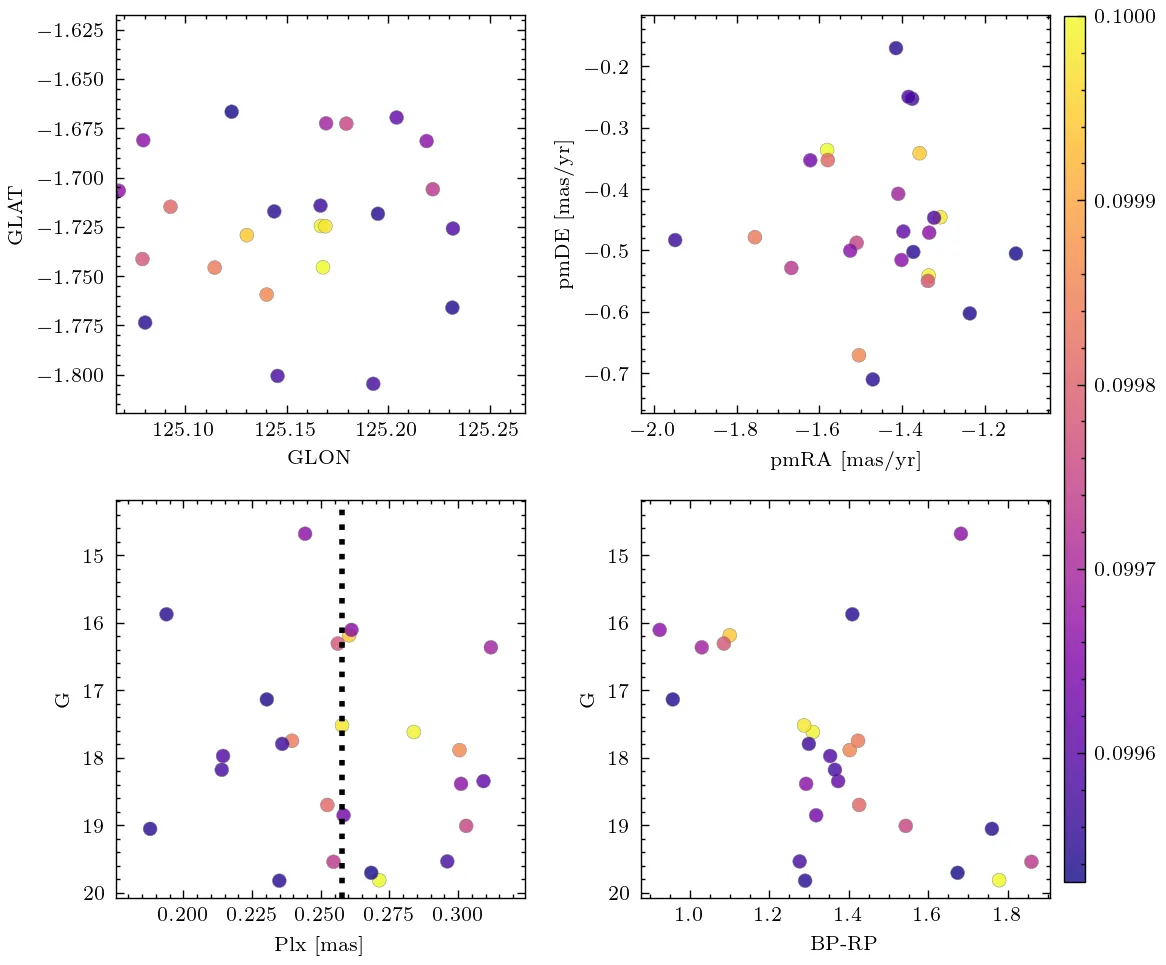 −1.625
−1.650
−1.675
−1.700
−1.725
−1.750
−1.775
−1.800
GLAT
125.10 125.15 125.20 125.25
GLON
−0.2
−0.3
−0.4
−0.5
−0.6
−0.7
pmDE [mas/yr]
−2.0 −1.8 −1.6 −1.4 −1.2
pmRA [mas/yr]
15
16
17
18
19
20
G
0.200 0.225 0.250 0.275 0.300
Plx [mas]
15
16
17
18
19
20
G
1.0 1.2 1.4 1.6 1.8
BP-RP
0.1000
0.0999
0.0998
0.0997
0.0996